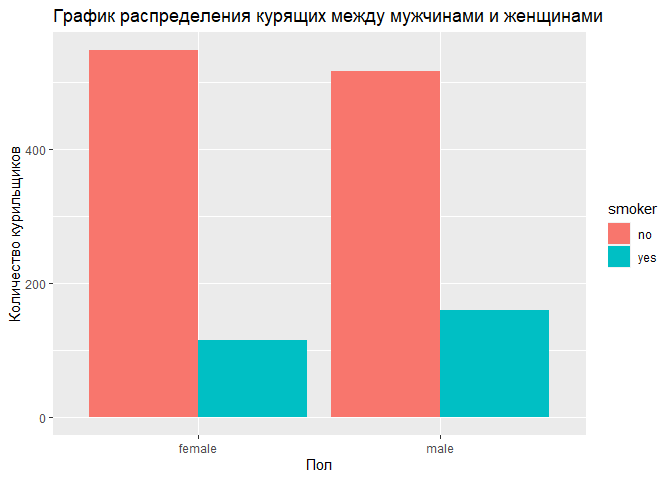 График распределения курящих между мужчинами и женщинами
Количество курильщиков
400
200
0
female
male
Пол
smoker
no
yes